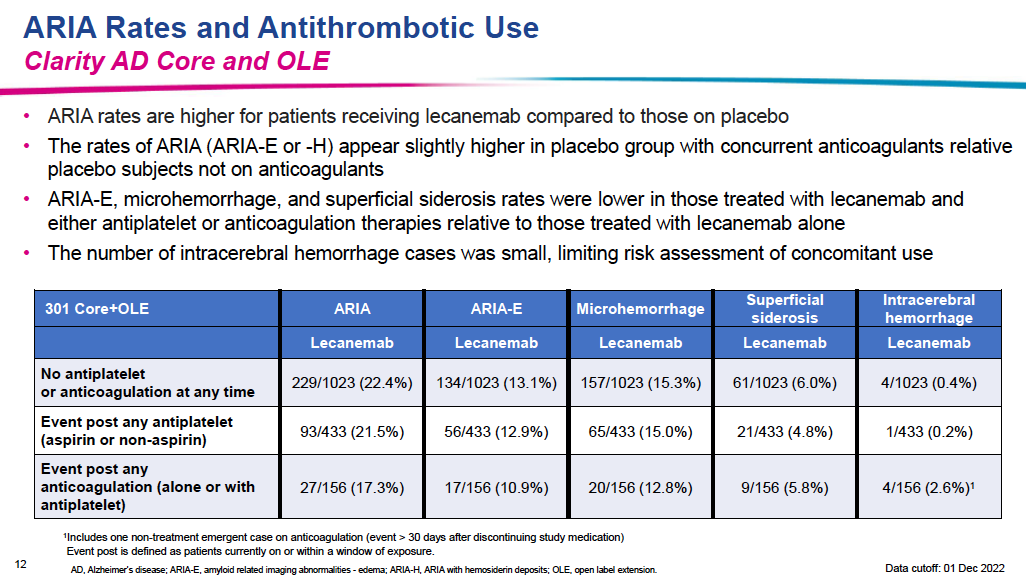 ARIA Rates and Antithrombotic Use
Clarity AD Core and OLE
• ARIA rates are higher for patients receiving lecanemab compared to those on placebo
• The rates of ARIA (ARIA-E or -H) appear slightly higher in placebo group with concurrent anticoagulants relative
placebo subjects not on anticoagulants
• ARIA-E, microhemorrhage, and superficial siderosis rates were lower in those treated with lecanemab and
either antiplatelet or anticoagulation therapies relative to those treated with lecanemab alone
• The number of intracerebral hemorrhage cases was small, limiting risk assessment of concomitant use
301 Core+OLE ARIA ARIA-E Microhemorrhage Superficial siderosis Intracerebral hemorrhage
Lecanemab Lecanemab Lecanemab Lecanemab Lecanemab
No antiplatelet
or anticoagulation at any time 229/1023 (22.4%) 134/1023 (13.1%) 157/1023 (15.3%) 61/1023 (6.0%) 4/1023 (0.4%)
Event post any antiplatelet
(aspirin or non-aspirin) 93/433 (21.5%) 56/433 (12.9%) 65/433 (15.0%) 21/433 (4.8%) 1/433 (0.2%)
Event post any
anticoagulation (alone or with
antiplatelet) 27/156 (17.3%) 17/156 (10.9%) 20/156 (12.8%) 9/156 (5.8%) 4/156 (2.6%)¹
¹Includes one non-treatment emergent case on anticoagulation (event > 30 days after discontinuing study medication)
Event post is defined as patients currently on or within a window of exposure.
12 AD, Alzheimer's disease; ARIA-E, amyloid related imaging abnormalities - edema; ARIA-H, ARIA with hemosiderin deposits; OLE, open label extension. Data cutoff: 01 Dec 2022